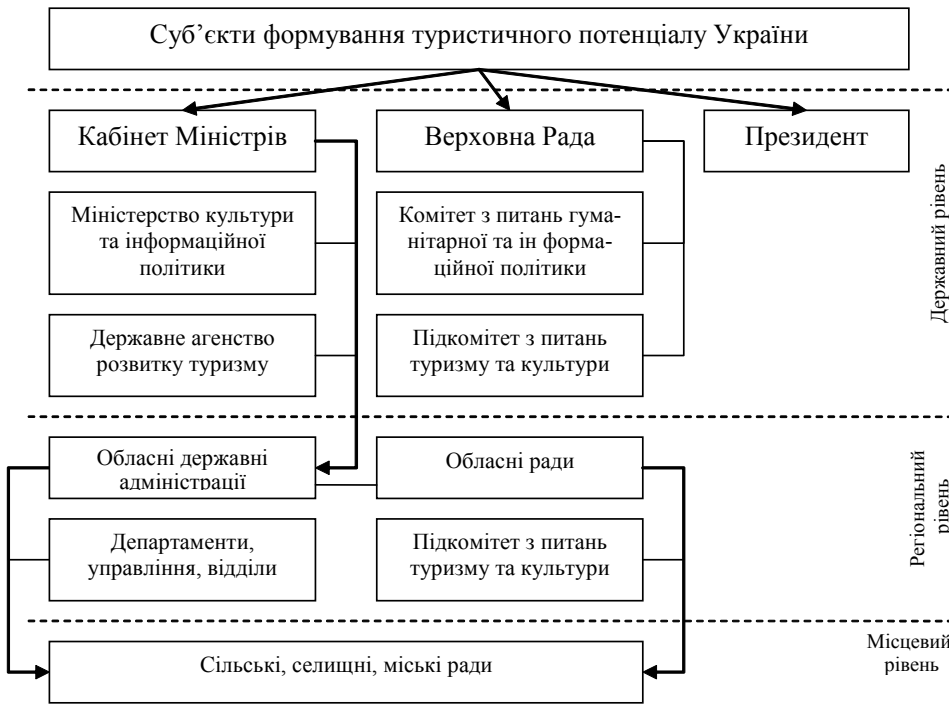 Суб’єкти формування туристичного потенціалу України
Кабінет Міністрів
Верховна Рада
Президент
Міністерство культури
та інформаційної
політики
Комітет з питань гума-
нітарної та ін форма-
ційної політики
Державне агенство
розвитку туризму
Підкомітет з питань
туризму та культури
Державний рівень
Обласні державні
адміністрації
Обласні ради
Департаменти,
управління, відділи
Підкомітет з питань
туризму та культури
Регіональний
рівень
Сільські, селищні, міські ради
Місцевий
рівень